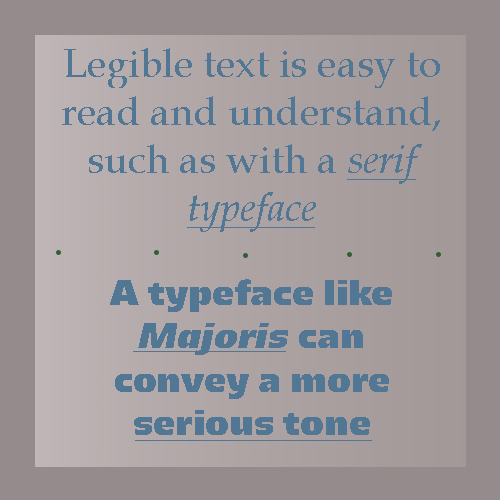 Legible text is easy to
read and understand,
such as with a serif
typeface
A typeface like
Majoris can
convey a more
serious tone